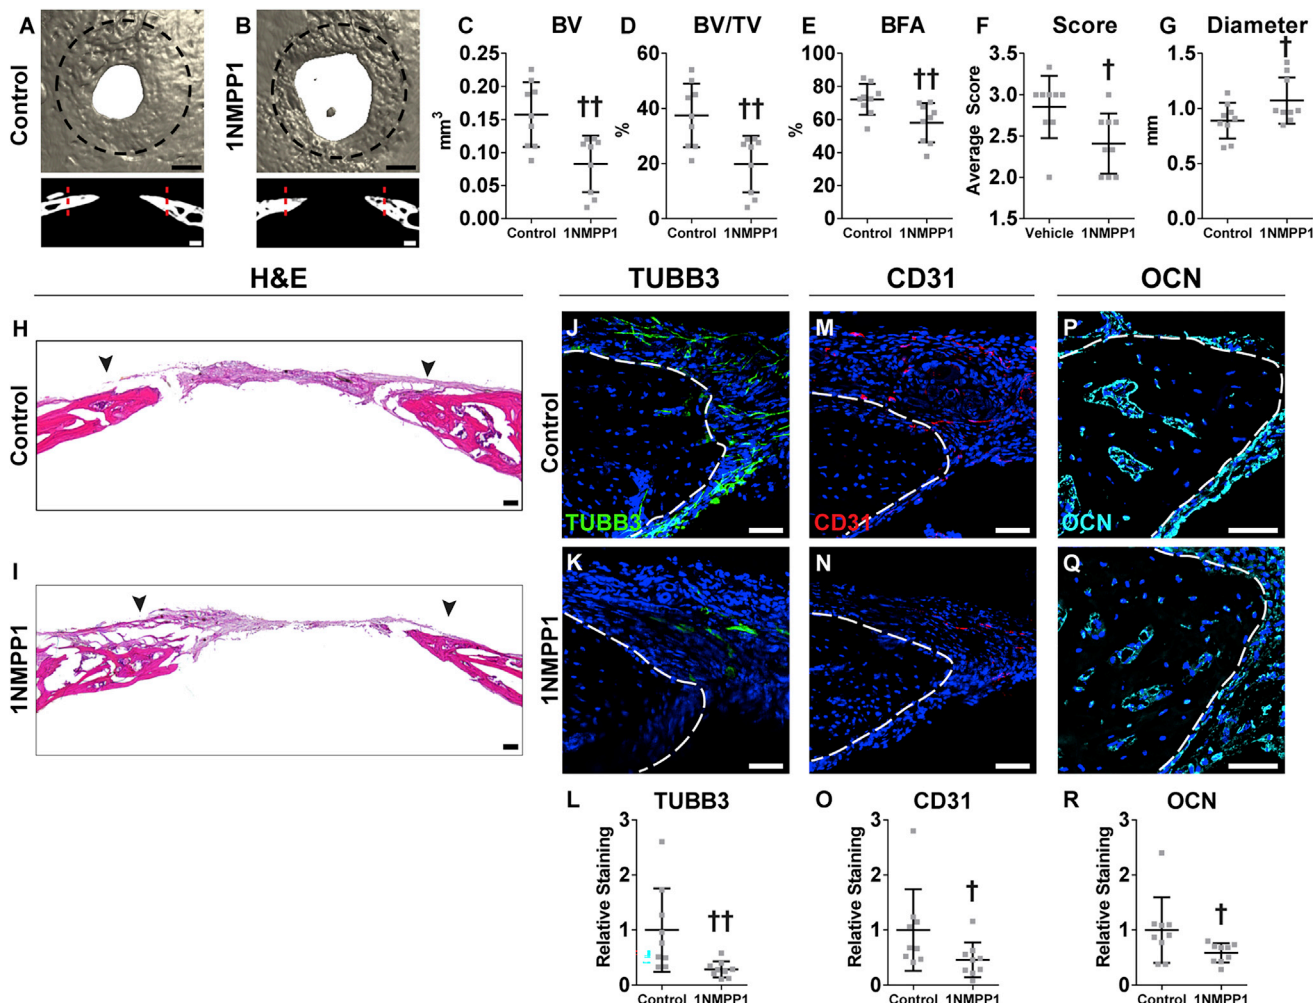 A
B
Control
1NMPP1
C BV
mm3
0.25
0.20
0.15
0.10
0.05
0.00
††
Control 1NMPP1
D BV/TV
%
60
40
20
0
††
Control 1NMPP1
E BFA
%
100
80
60
40
20
0
††
Control 1NMPP1
F Score
Average Score
3.5
3.0
2.5
2.0
1.5
†
Vehicle 1NMPP1
G Diameter
mm
1.5
1.0
0.5
0.0
†
Control 1NMPP1
H&E
TUBB3
CD31
OCN
H
Control
J
Control
TUBB3
M
CD31
P
OCN
I
1NMPP1
K
1NMPP1
N
Q
L TUBB3
Relative Staining
3
2
1
0
††
Control 1NMPP1
O CD31
Relative Staining
3
2
1
0
†
Control 1NMPP1
R OCN
Relative Staining
3
2
1
0
†
Control 1NMPP1